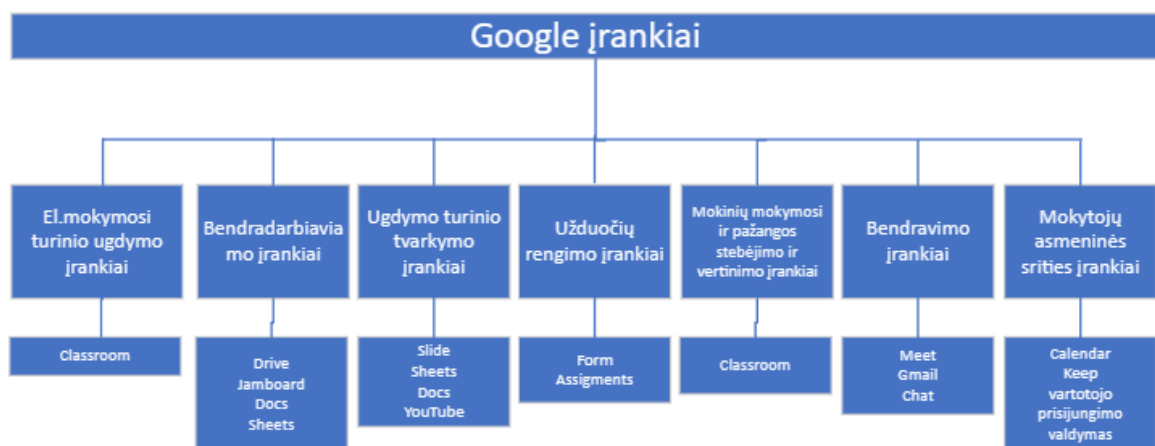 Google įrankiai
El.mokymosi
turinio ugdymo
įrankiai
Bendradarbiavia
mo įrankiai
Ugdymo turinio
tvarkymo
įrankiai
Užduočių
rengimo įrankiai
Mokinių mokymosi
ir pažangos
stebėjimo ir
vertinimo įrankiai
Bendravimo
įrankiai
Mokytojų
asmeninės
srities įrankiai
Classroom
Drive
Jamboard
Docs
Sheets
Slide
Sheets
Docs
YouTube
Form
Assigments
Classroom
Meet
Gmail
Chat
Calendar
Keep
vartotojo
prisijungimo
valdymas